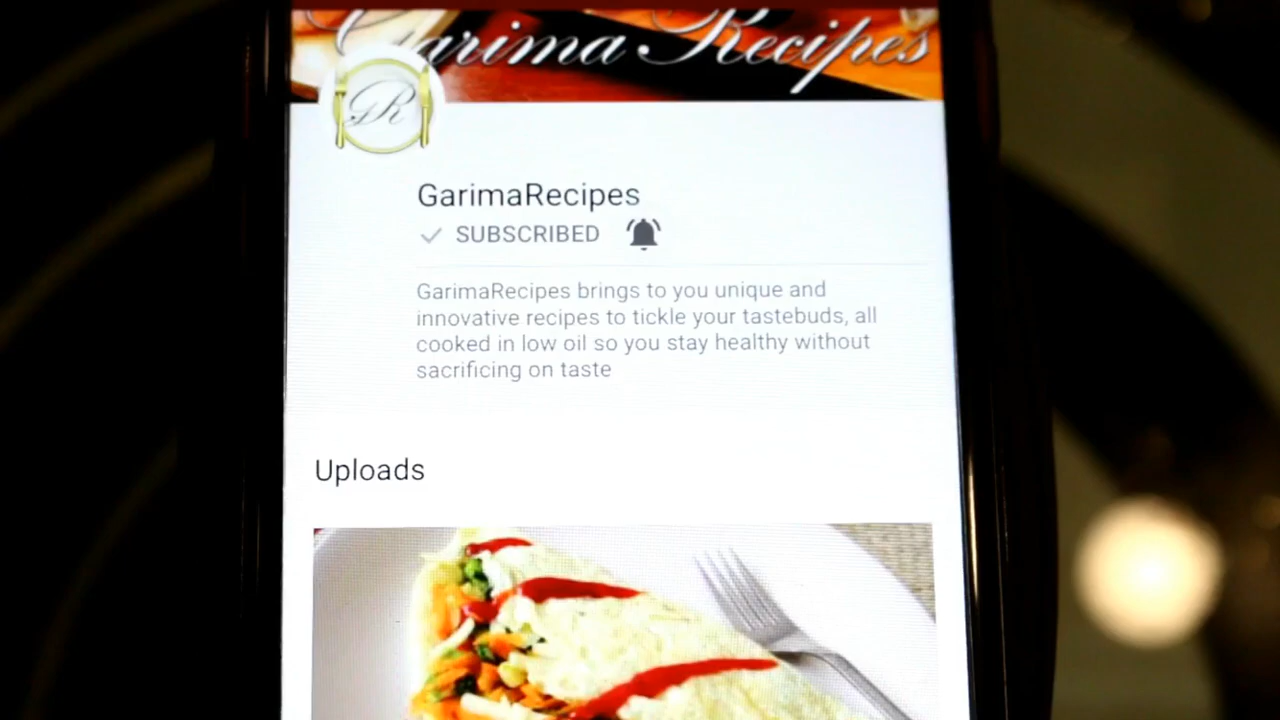 Garima Recipes
GR
GarimaRecipes
SUBSCRIBED
GarimaRecipes brings to you unique and
innovative recipes to tickle your tastebuds, all
cooked in low oil so you stay healthy without
sacrificing on taste
Uploads